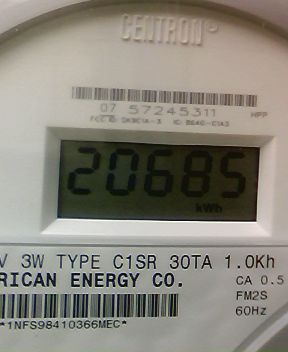 CENTRON®
07 57245311 HPP
20685
kWh
V 3W TYPE C1SR 30TA 1.0Kh
RICAN ENERGY CO. CA 0.5
FM2S
*1NFS98410366MEC* 60Hz